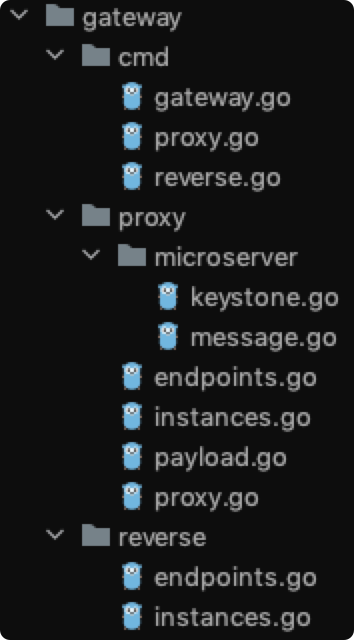 gateway
cmd
gateway.go
proxy.go
reverse.go
proxy
microserver
keystone.go
message.go
endpoints.go
instances.go
payload.go
proxy.go
reverse
endpoints.go
instances.go